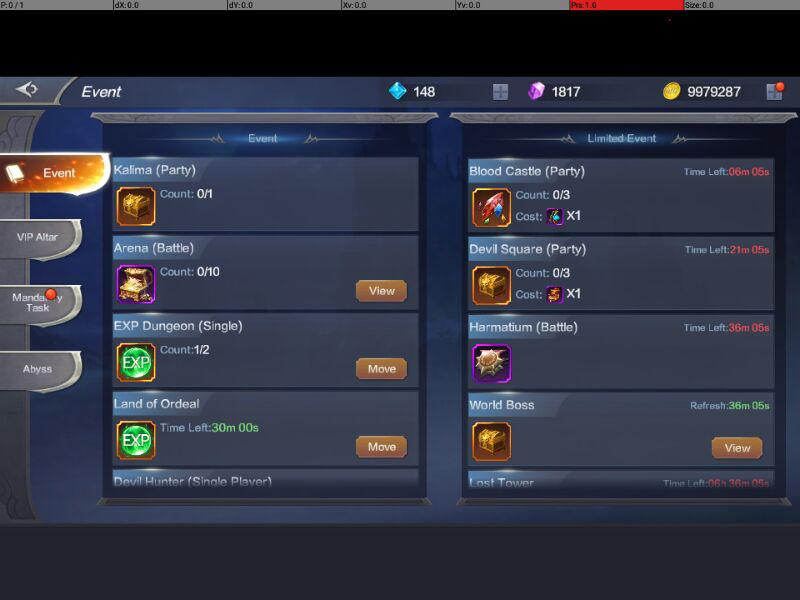 P: 0 / 1 dX: 0.0 dY: 0.0 Xv: 0.0 Yv: 0.0 Prs: 1.0 Size: 0.0
Event 148 1817 9979287
Event
VIP Altar
Task
Abyss
Event
Kalima (Party)
Count: 0/1
Arena (Battle)
Count: 0/10
View
EXP Dungeon (Single)
EXP
Count:1/2
Move
Land of Ordeal
EXP
Time Left:30m 00s
Move
Devil Hunter (Single Player)
Limited Event
Blood Castle (Party) Time Left:06m 05s
Count: 0/3
Cost: X1
Devil Square (Party) Time Left:21m 05s
Count: 0/3
Cost: X1
Harmatium (Battle) Time Left:36m 05s
World Boss Refresh:36m 05s
View
Lost Tower Time Left:06h 36m 05s